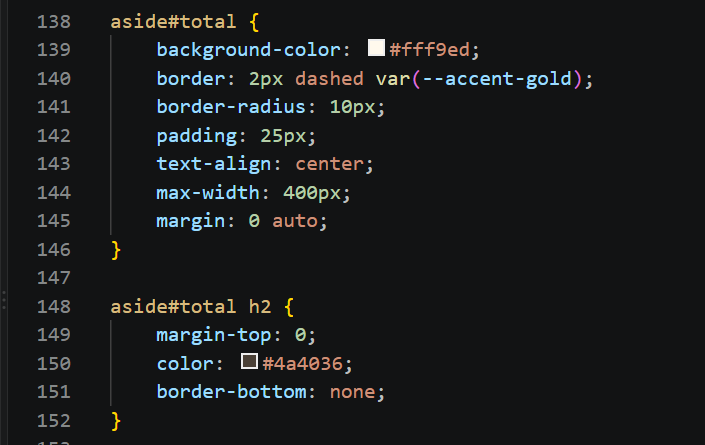 138 aside#total {
139     background-color: #fff9ed;
140     border: 2px dashed var(--accent-gold);
141     border-radius: 10px;
142     padding: 25px;
143     text-align: center;
144     max-width: 400px;
145     margin: 0 auto;
146 }
147
148 aside#total h2 {
149     margin-top: 0;
150     color: #4a4036;
151     border-bottom: none;
152 }